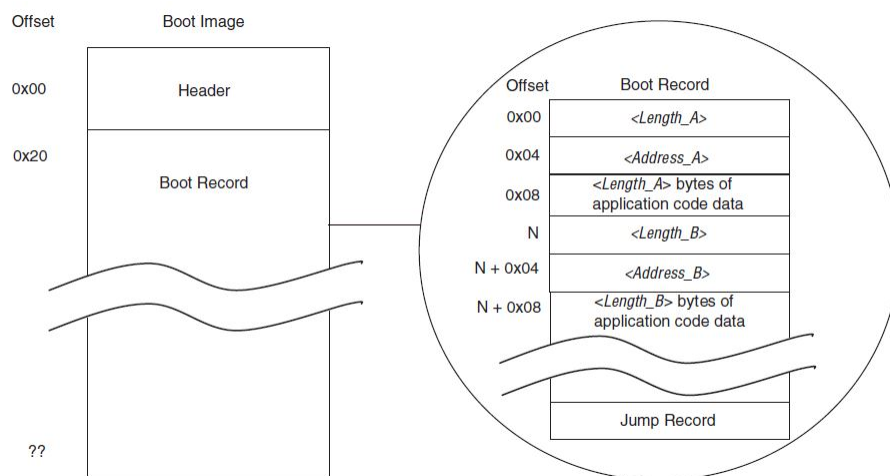 Offset Boot Image
0x00 Header
0x20
Boot Record
??
Offset Boot Record
0x00 <Length_A>
0x04 <Address_A>
0x08 <Length_A> bytes of
application code data
N <Length_B>
N + 0x04 <Address_B>
N + 0x08 <Length_B> bytes of
application code data
Jump Record